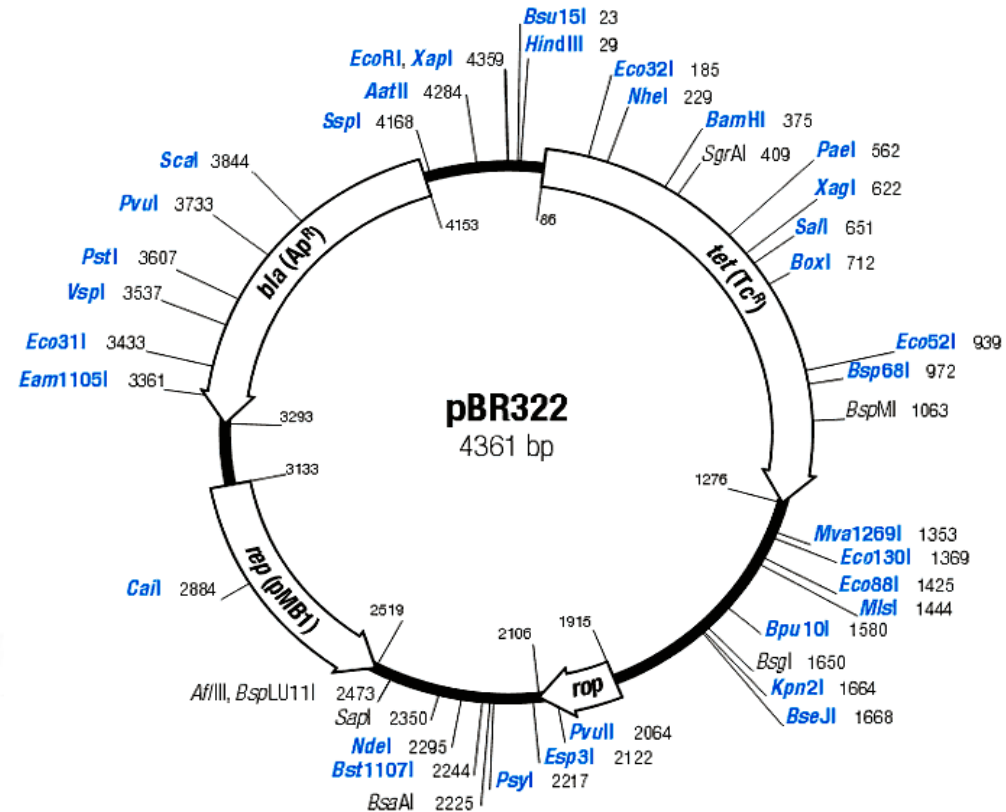 Bsu15I 23
HindIII 29
EcoRI, XapI 4359
AatII 4284
SspI 4168
Eco32I 185
NheI 229
BamHI 375
SgrAI 409
PaeI 562
XagI 622
SalI 651
BoxI 712
ScaI 3844
PvuI 3733
PstI 3607
VspI 3537
Eco31I 3433
Eam1105I 3361
4153
86
bla (ApR)
tet (TcR)
Eco52I 939
Bsp68I 972
BspMI 1063
pBR322
4361 bp
3293
3133
1276
Mva1269I 1353
Eco130I 1369
Eco88I 1425
MlsI 1444
Bpu10I 1580
BsgI 1650
Kpn2I 1664
BseJI 1668
rep (pMB1)
CaiI 2884
2519
2106
1915
rop
AflIII, BspLU11I 2473
SapI 2350
NdeI 2295
Bst1107I 2244
BsaAI 2225
PvuII 2064
Esp3I 2122
PsyI 2217